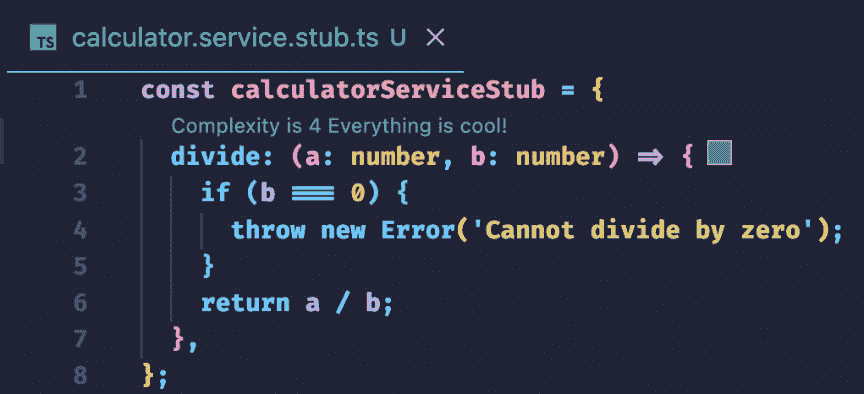 TS calculator.service.stub.ts U ×
1 const calculatorServiceStub = {
Complexity is 4 Everything is cool!
2 divide: (a: number, b: number) => {
3 if (b === 0) {
4 throw new Error('Cannot divide by zero');
5 }
6 return a / b;
7 },
8 };